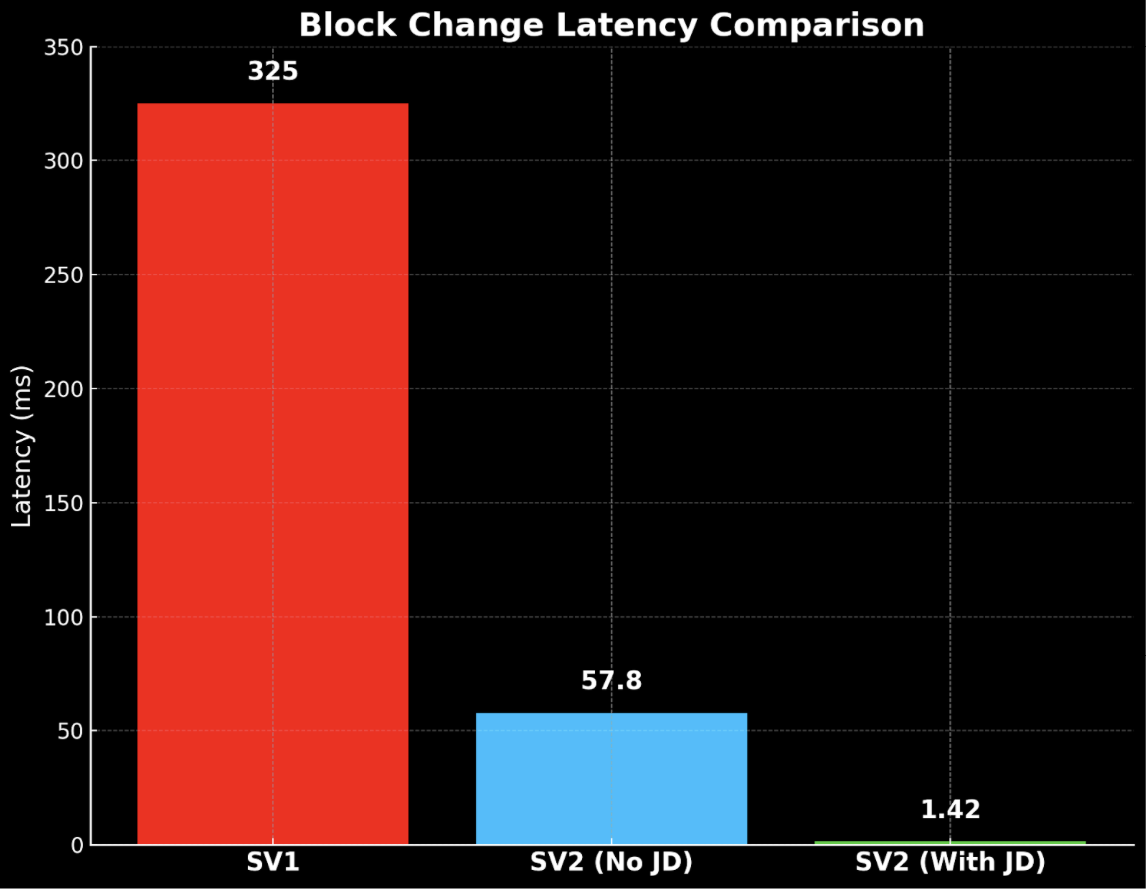 Block Change Latency Comparison
350
325
300
250
200
150
100
50
0
57.8
1.42
Latency (ms)
SV1
SV2 (No JD)
SV2 (With JD)